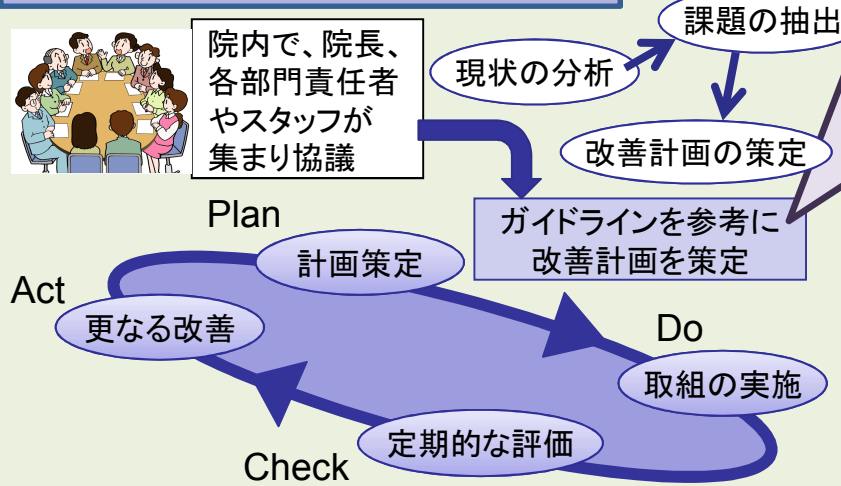 院内で、院長、
各部門責任者
やスタッフが
集まり協議
現状の分析
課題の抽出
改善計画の策定
ガイドラインを参考に
改善計画を策定
Plan
計画策定
Act
更なる改善
Do
取組の実施
定期的な評価
Check